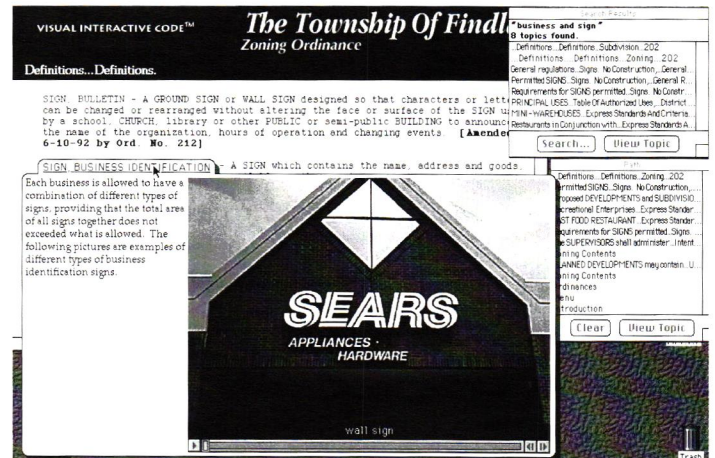 VISUAL INTERACTIVE CODE™
The Township Of Findl
Zoning Ordinance
Definitions...Definitions.
SIGN, BULLETIN - A GROUND SIGN or WALL SIGN designed so that characters or lette
can be changed or rearranged without altering the face or surface of the SIGN u
by a school, CHURCH, library or other PUBLIC or semi-public BUILDING to announc
the name of the organization, hours of operation and changing events. [Amende
6-10-92 by Ord. No. 212]
SIGN, BUSINESS IDENTIFICATION - A SIGN which contains the name, address and goods,
Each business is allowed to have a
combination of different types of
signs, providing that the total area
of all signs together does not
exceeded what is allowed. The
following pictures are examples of
different types of business
identification signs.
SEARS
APPLIANCES ·
HARDWARE
wall sign
Search Results
"business and sign"
8 topics found.
Definitions...Definitions...Subdivision...202
Definitions...Definitions...Zoning...202
General regulations...Signs. No Construction,...General
Permitted SIGNS...Signs. No Construction,...General R
Requirements for SIGNS permitted...Signs. No Constr
PRINCIPAL USES...Table Of Authorized Uses,...District
MINI-WAREHOUSES...Express Standards And Criteria
Restaurants in Conjunction with...Express Standards A
Search... View Topic
Path
Definitions...Definitions...Zoning...202
ermitted SIGNS...Signs. No Construction,
roposed DEVELOPMENTS and SUBDIVISIO
creational Enterprises...Express Standar
AST FOOD RESTAURANT...Express Standar
equirements for SIGNS permitted...Signs.
e SUPERVISORS shall administer...Intent
oning Contents
LANNED DEVELOPMENTS may contain...U
oning Contents
rdinances
enu
troduction
Clear View Topic
Trash